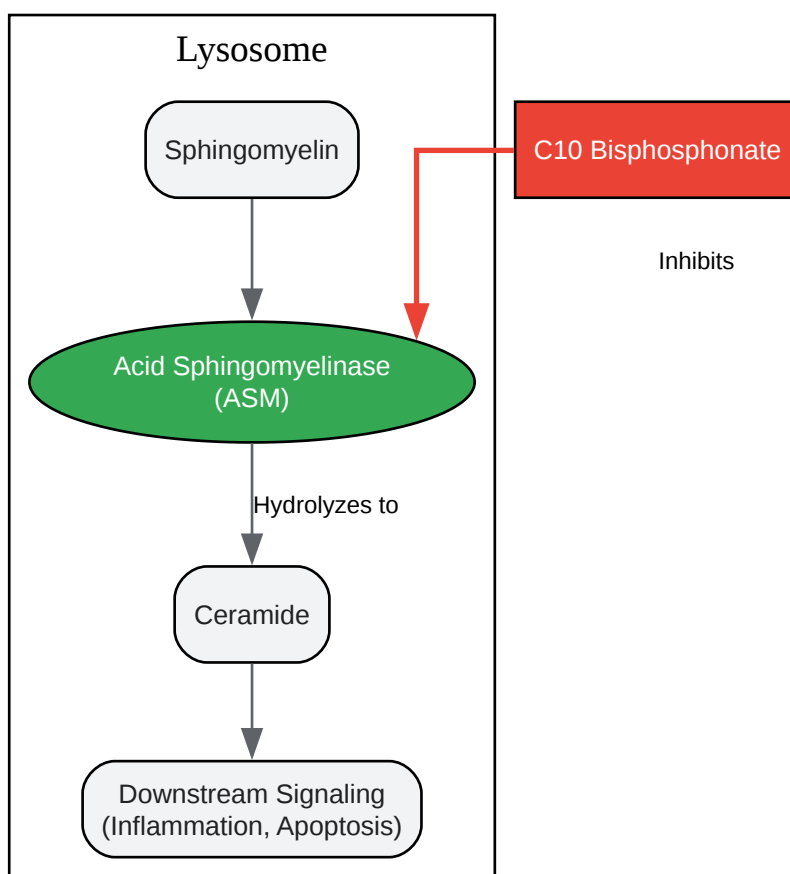 Lysosome
Sphingomyelin
C10 Bisphosphonate
Inhibits
Acid Sphingomyelinase
(ASM)
Hydrolyzes to
Ceramide
Downstream Signaling
(Inflammation, Apoptosis)